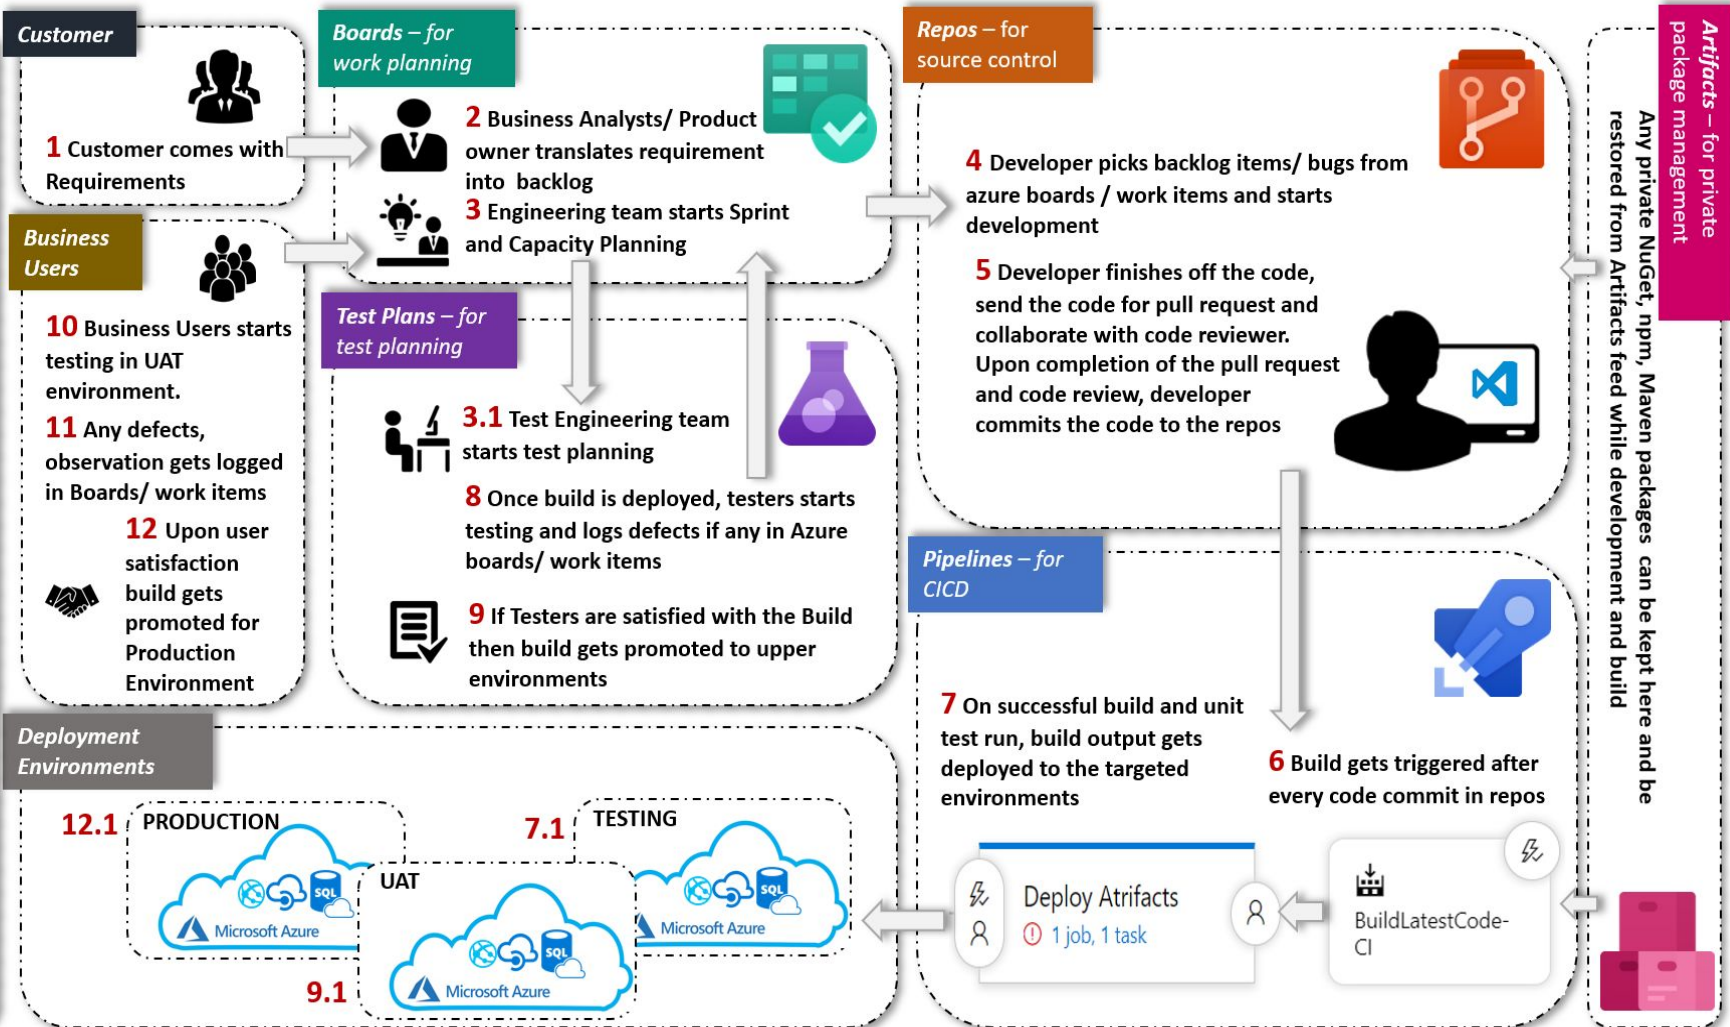 Customer
1 Customer comes with
Requirements
Boards – for
work planning
2 Business Analysts/ Product
owner translates requirement
into backlog
3 Engineering team starts Sprint
and Capacity Planning
Repos – for
source control
4 Developer picks backlog items/ bugs from
azure boards / work items and starts
development
5 Developer finishes off the code,
send the code for pull request and
collaborate with code reviewer.
Upon completion of the pull request
and code review, developer
commits the code to the repos
Artifacts – for private
package management
Any private NuGet, npm, Maven packages can be kept here and be
restored from Artifacts feed while development and build
Business
Users
10 Business Users starts
testing in UAT
environment.
11 Any defects,
observation gets logged
in Boards/ work items
12 Upon user
satisfaction
build gets
promoted for
Production
Environment
Test Plans – for
test planning
3.1 Test Engineering team
starts test planning
8 Once build is deployed, testers starts
testing and logs defects if any in Azure
boards/ work items
9 If Testers are satisfied with the Build
then build gets promoted to upper
environments
Pipelines – for
CICD
7 On successful build and unit
test run, build output gets
deployed to the targeted
environments
6 Build gets triggered after
every code commit in repos
Deploy Atrifacts
1 job, 1 task
BuildLatestCode-
CI
Deployment
Environments
12.1
PRODUCTION
SQL
Microsoft Azure
7.1
TESTING
SQL
Microsoft Azure
9.1
UAT
SQL
Microsoft Azure